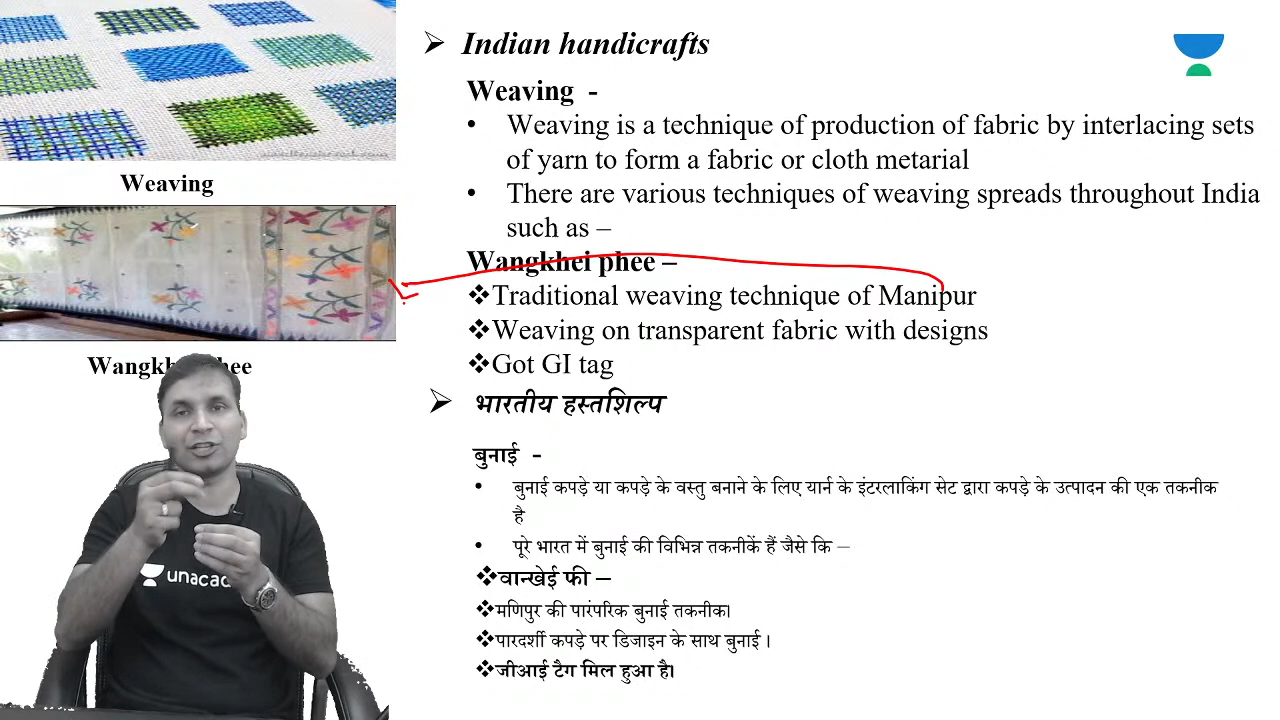 Indian handicrafts
Weaving -
Weaving is a technique of production of fabric by interlacing sets
of yarn to form a fabric or cloth metarial
There are various techniques of weaving spreads throughout India
such as –
Wangkhei phee –
Traditional weaving technique of Manipur
Weaving on transparent fabric with designs
Got GI tag
भारतीय हस्तशिल्प
बुनाई -
बुनाई कपड़े या कपड़े के वस्तु बनाने के लिए यार्न के इंटरलाकिंग सेट द्वारा कपड़े के उत्पादन की एक तकनीक
है
पूरे भारत में बुनाई की विभिन्न तकनीकें हैं जैसे कि –
वान्खेई फी –
मणिपुर की पारंपरिक बुनाई तकनीक।
पारदर्शी कपड़े पर डिजाइन के साथ बुनाई ।
जीआई टैग मिल हुआ है।
Weaving